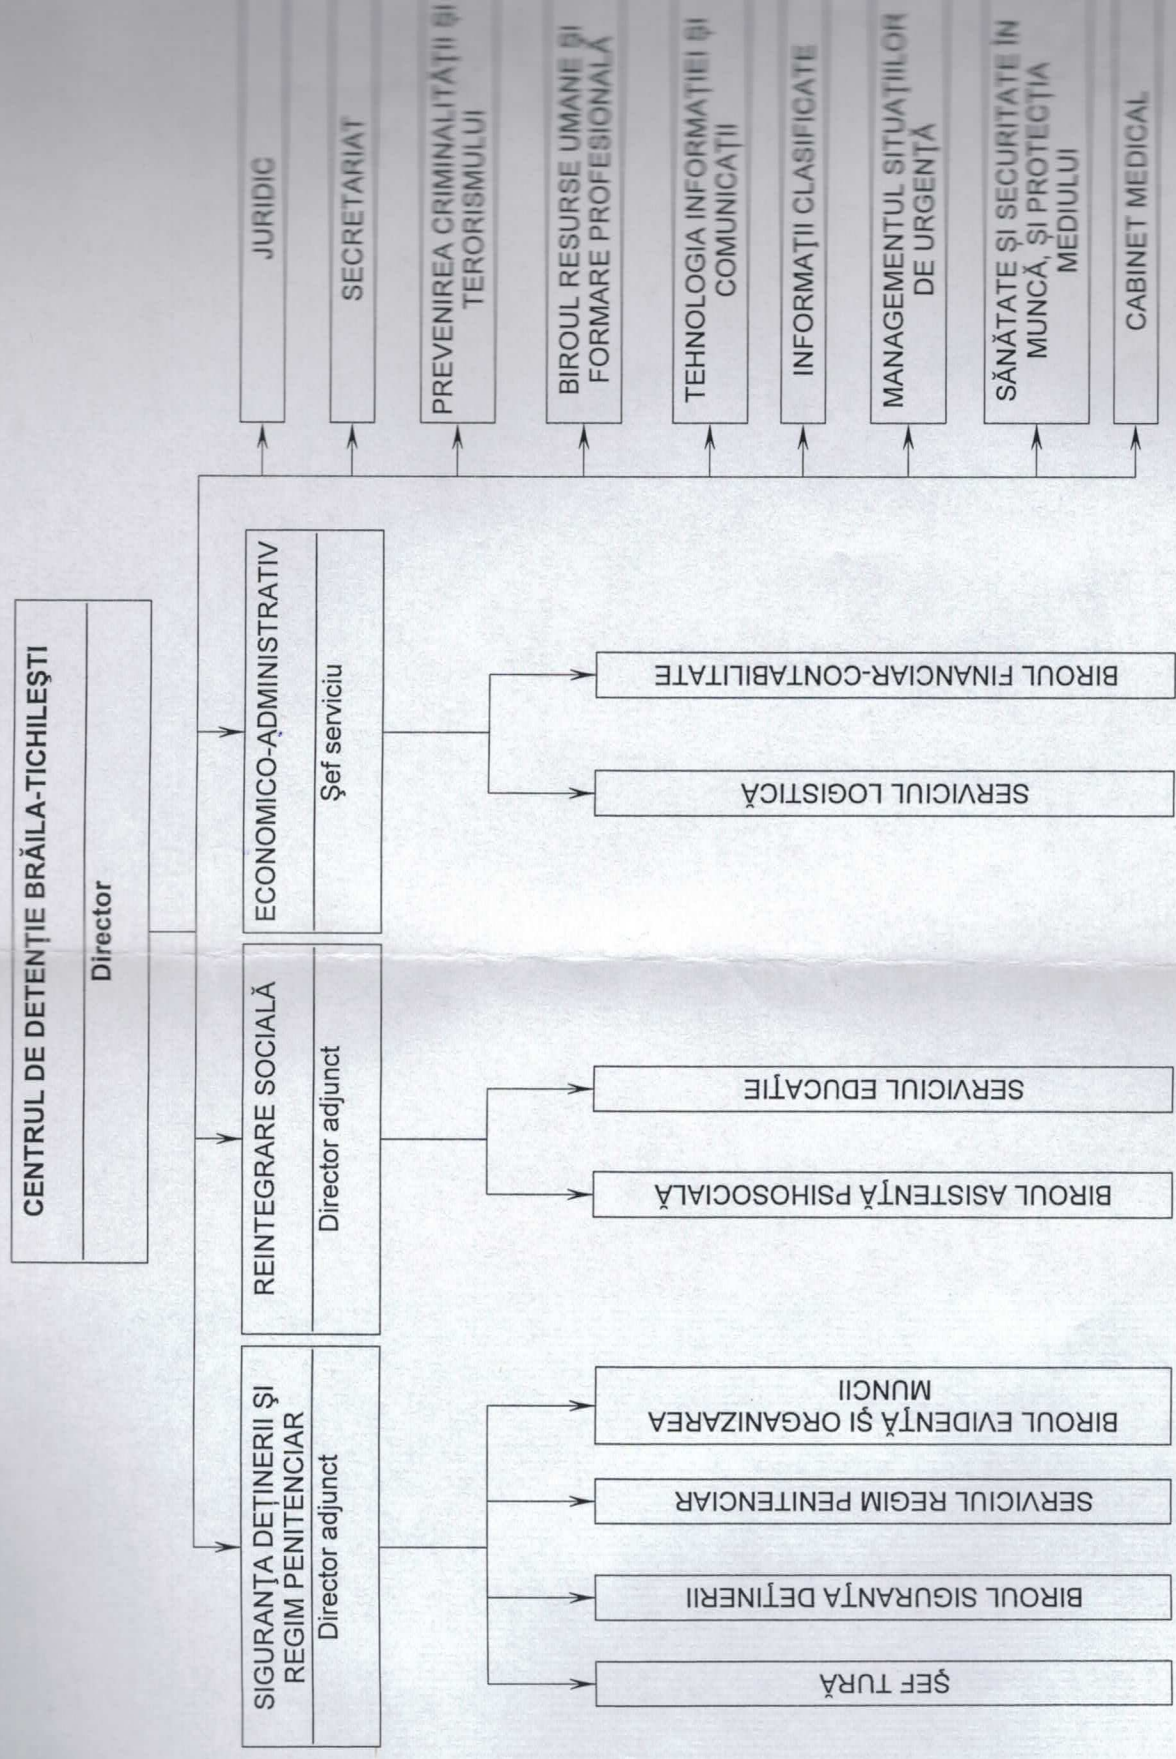 CENTRUL DE DETENȚIE BRĂILA-TICHILEȘTI
Director
SIGURANȚA DEȚINERII ȘI
REGIM PENITENCIAR
Director adjunct
REINTEGRARE SOCIALĂ
Director adjunct
ECONOMICO-ADMINISTRATIV
Șef serviciu
ȘEF TURĂ
BIROUL SIGURANȚA DEȚINERII
SERVICIUL REGIM PENITENCIAR
BIROUL EVIDENȚĂ ȘI ORGANIZAREA
MUNCII
BIROUL ASISTENȚĂ PSIHOSOCIALĂ
SERVICIUL EDUCAȚIE
SERVICIUL LOGISTICĂ
BIROUL FINANCIAR-CONTABILITATE
JURIDIC
SECRETARIAT
PREVENIREA CRIMINALITĂȚII ȘI
TERORISMULUI
BIROUL RESURSE UMANE ȘI
FORMARE PROFESIONALĂ
TEHNOLOGIA INFORMAȚIEI ȘI
COMUNICAȚII
INFORMAȚII CLASIFICATE
MANAGEMENTUL SITUAȚIILOR
DE URGENȚĂ
SĂNĂTATE ȘI SECURITATE ÎN
MUNCĂ, ȘI PROTECȚIA
MEDIULUI
CABINET MEDICAL